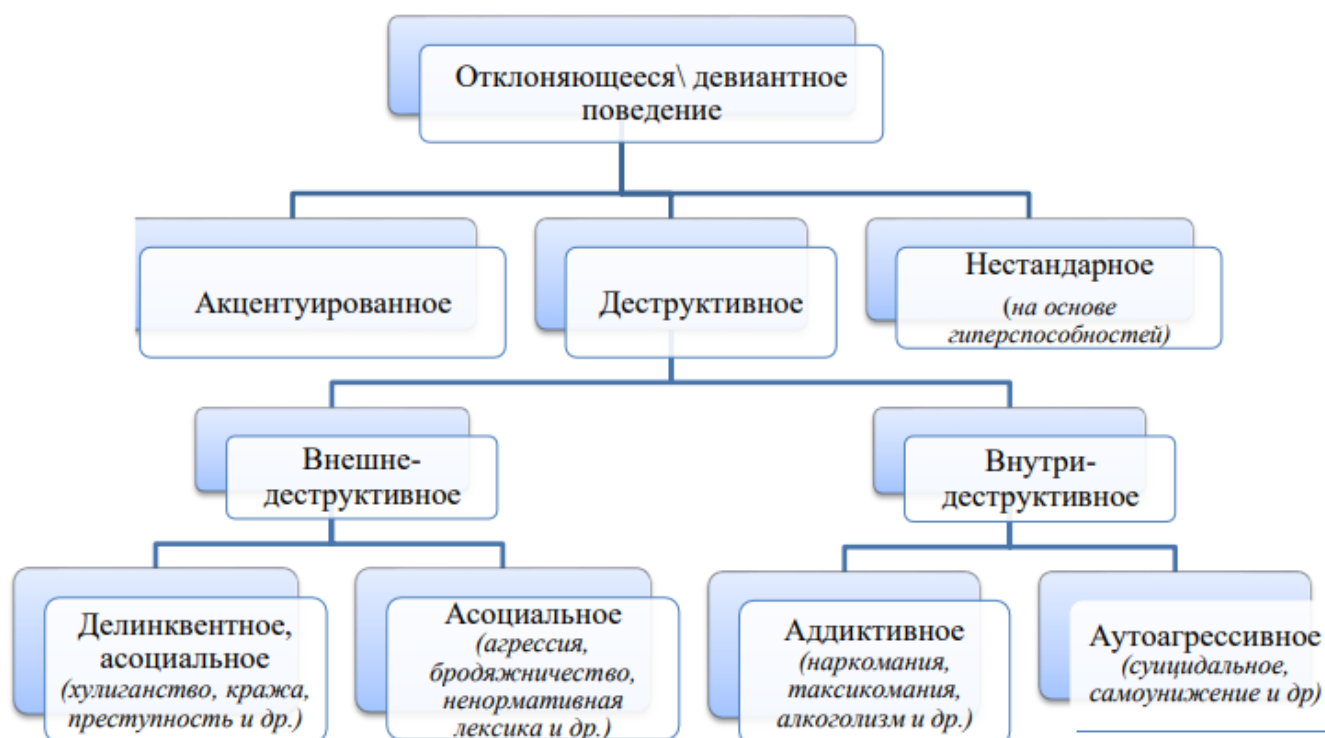 Отклоняющееся\ девиантное
поведение
Акцентуированное
Деструктивное
Нестандарное
(на основе
гиперспособностей)
Внешне-
деструктивное
Внутри-
деструктивное
Делинквентное,
асоциальное
(хулиганство, кража,
преступность и др.)
Асоциальное
(агрессия,
бродяжничество,
ненормативная
лексика и др.)
Аддиктивное
(наркомания,
таксикомания,
алкоголизм и др.)
Аутоагрессивное
(суицидальное,
самоунижение и др)